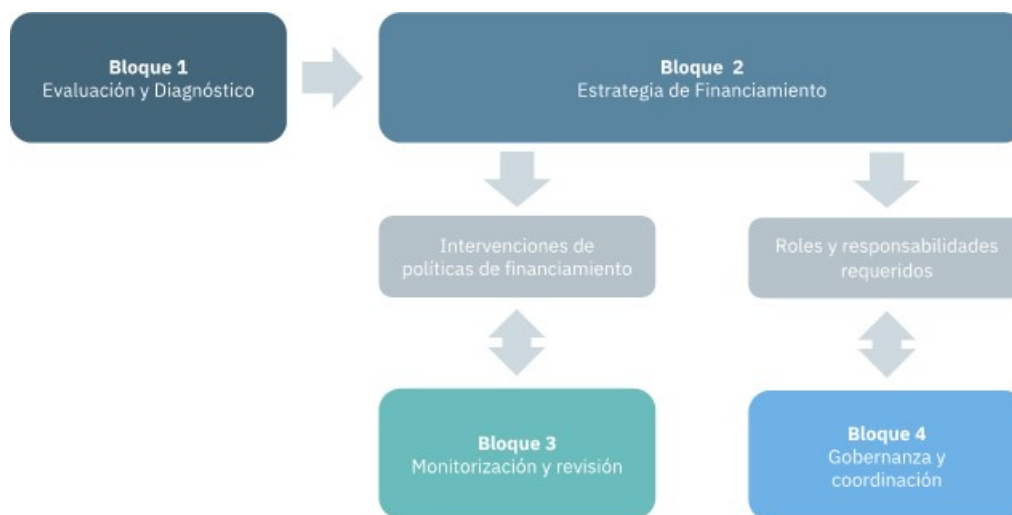 Bloque 1
Evaluación y Diagnóstico
Bloque 2
Estrategia de Financiamiento
Intervenciones de
políticas de financiamiento
Roles y responsabilidades
requeridos
Bloque 3
Monitorización y revisión
Bloque 4
Gobernanza y
coordinación